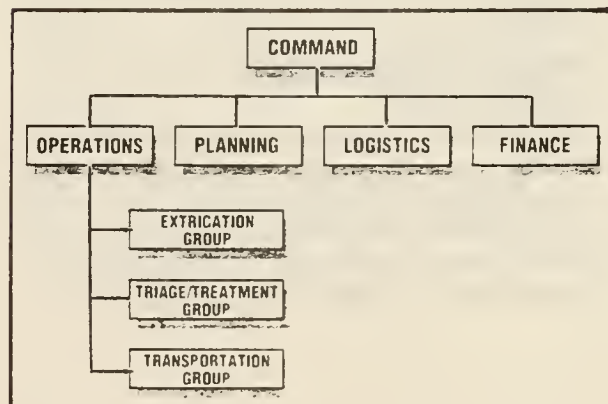 COMMAND
OPERATIONS
PLANNING
LOGISTICS
FINANCE
EXTRICATION
GROUP
TRIAGE/TREATMENT
GROUP
TRANSPORTATION
GROUP